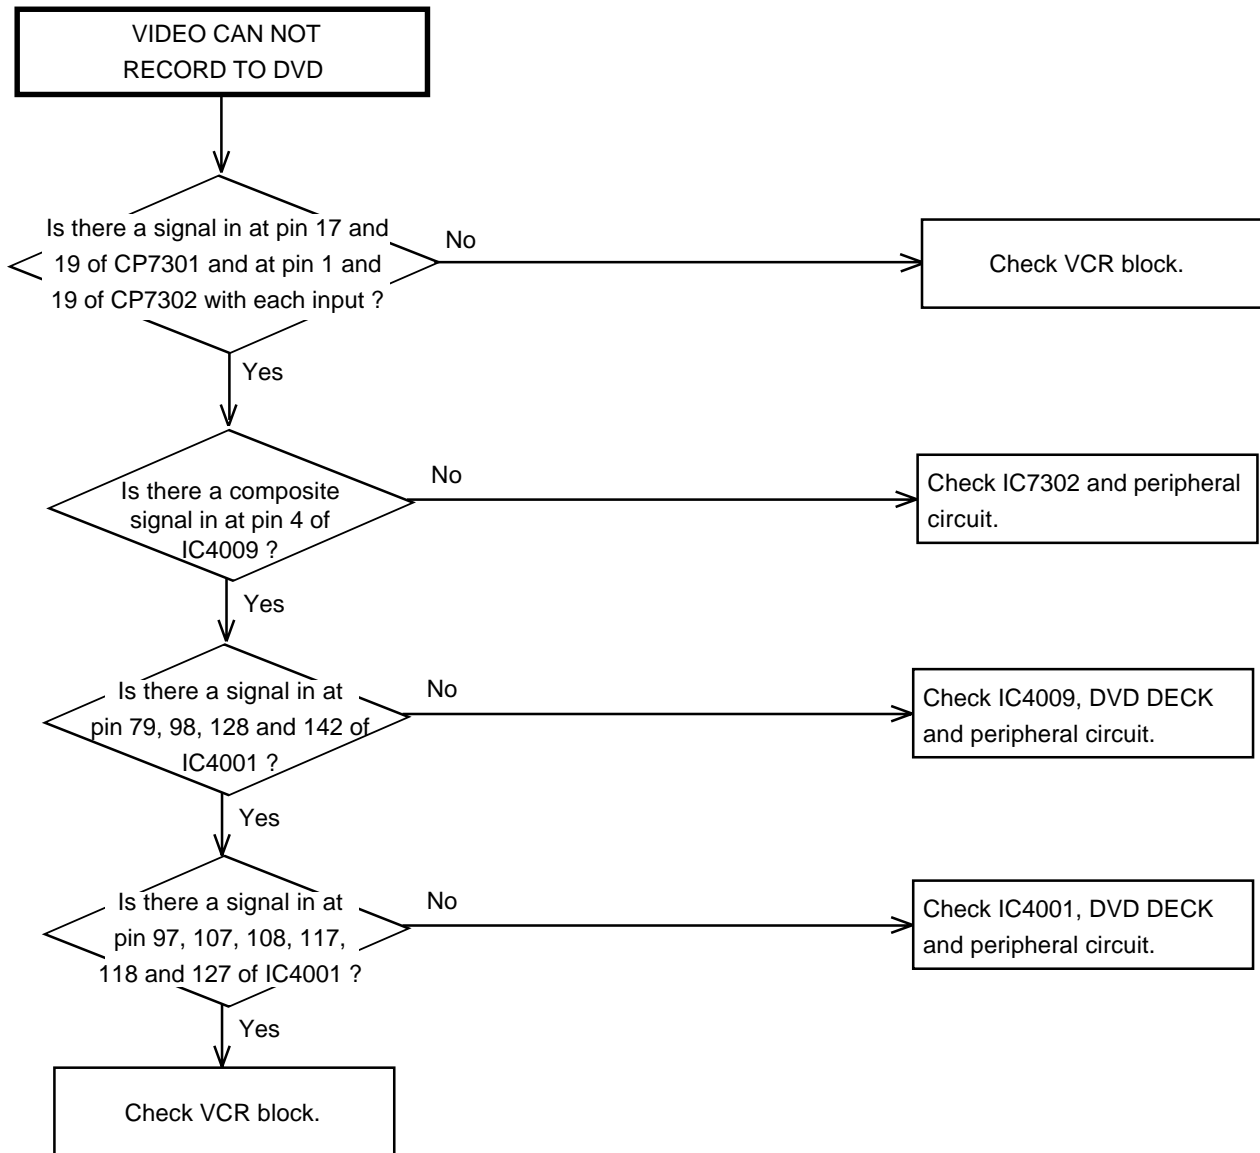 VIDEO CAN NOT
RECORD TO DVD
Is there a signal in at pin 17 and
19 of CP7301 and at pin 1 and
19 of CP7302 with each input ?
No
Check VCR block.
Yes
Is there a composite
signal in at pin 4 of
IC4009 ?
No
Check IC7302 and peripheral
circuit.
Yes
Is there a signal in at
pin 79, 98, 128 and 142 of
IC4001 ?
No
Check IC4009, DVD DECK
and peripheral circuit.
Yes
Is there a signal in at
pin 97, 107, 108, 117,
118 and 127 of IC4001 ?
No
Check IC4001, DVD DECK
and peripheral circuit.
Yes
Check VCR block.